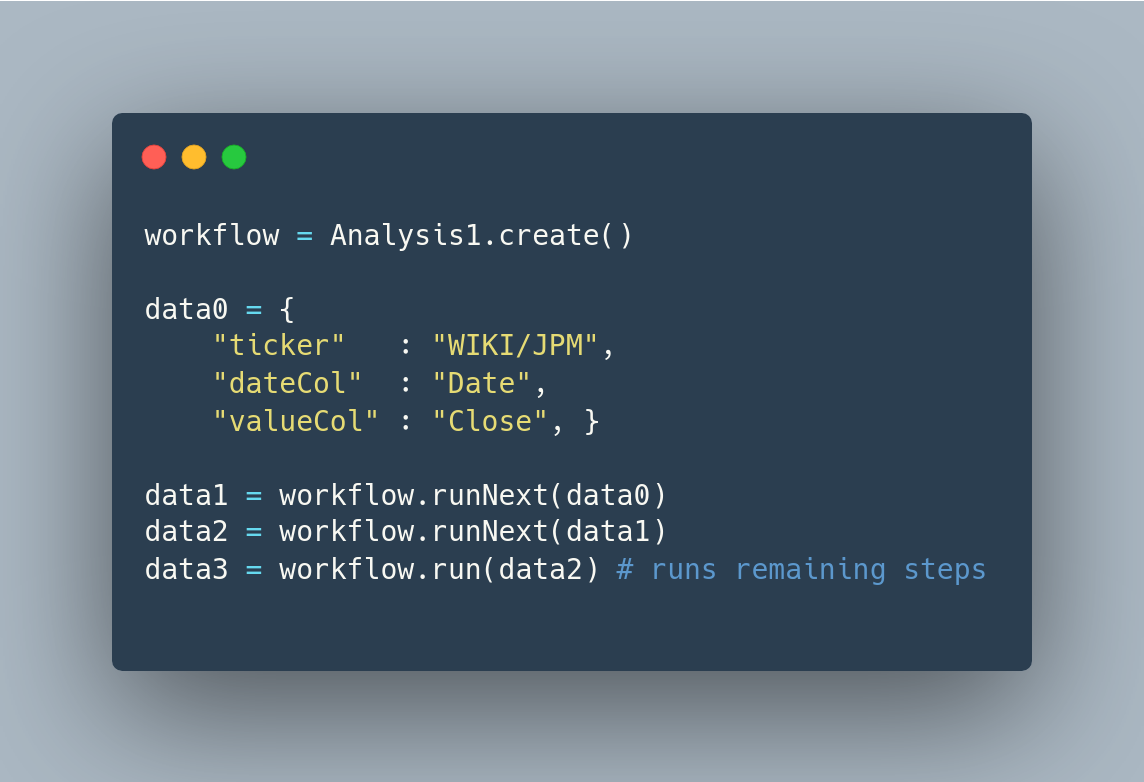 workflow = Analysis1.create()
data0 = {
    "ticker"   : "WIKI/JPM",
    "dateCol"  : "Date",
    "valueCol" : "Close", }
data1 = workflow.runNext(data0)
data2 = workflow.runNext(data1)
data3 = workflow.run(data2) # runs remaining steps